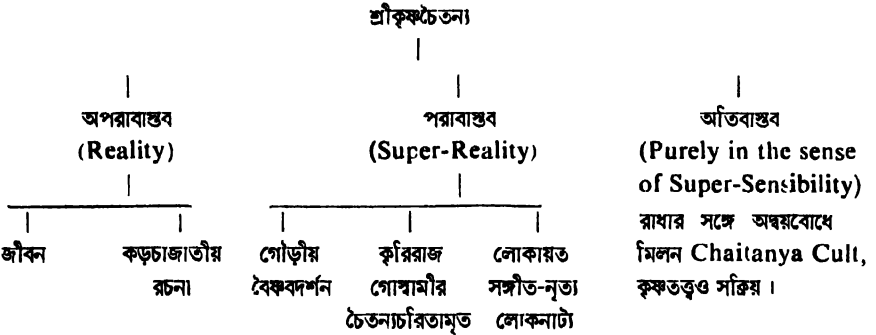 শ্রীকৃষ্ণচৈতন্য
অপরাবাস্তব
(Reality)
জীবন
কড়চাজাতীয়
রচনা
পরাবাস্তব
(Super-Reality)
গৌড়ীয়
বৈষ্ণবদর্শন
কৃরিরাজ
গোস্বামীর
চৈতন্যচরিতামৃত
লোকায়ত
সঙ্গীত-নৃত্য
লোকনাট্য
অতিবাস্তব
(Purely in the sense
of Super-Sensibility)
রাধার সঙ্গে অদ্বয়বোধে
মিলন Chaitanya Cult,
কৃষ্ণতত্ত্বও সক্রিয় ।